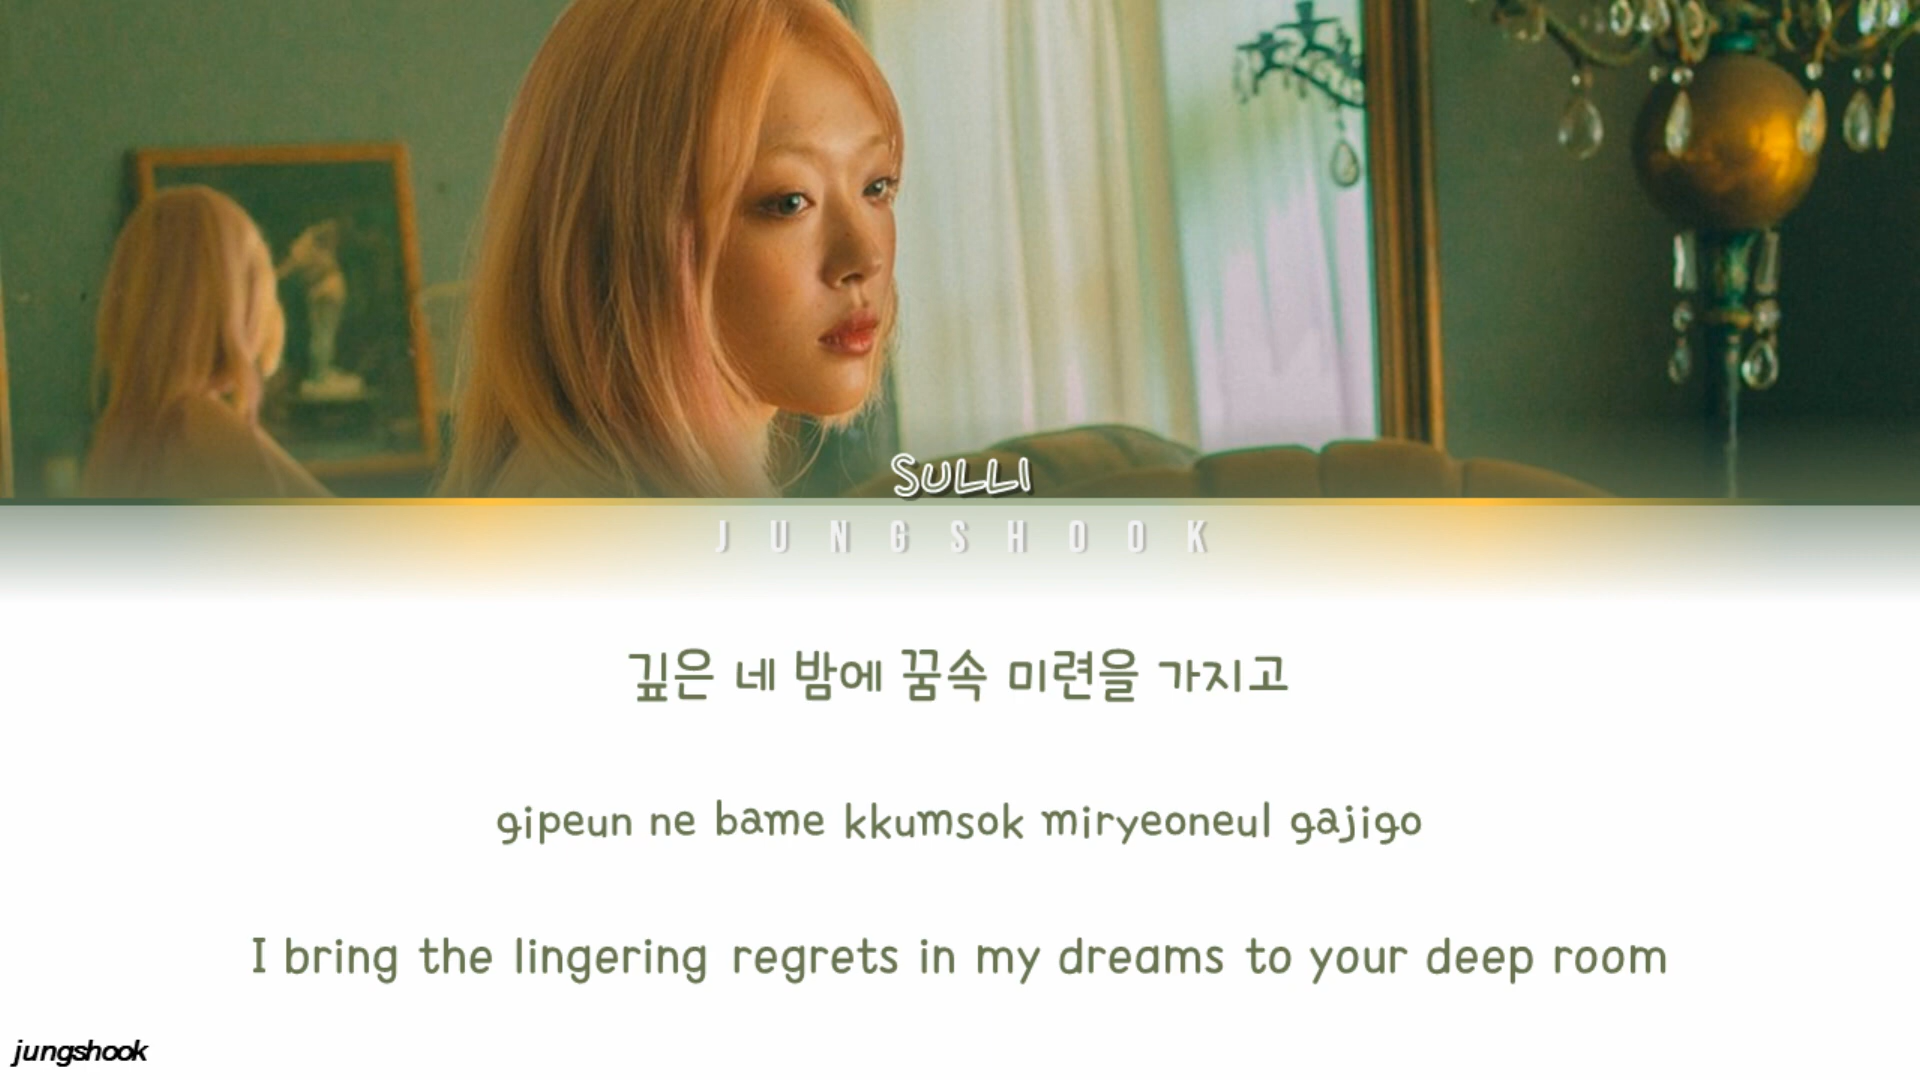 SULLI
JUNGSHOOK
깊은 네 밤에 꿈속 미련을 가지고
gipeun ne bame kkumsok miryeoneul gajigo
I bring the lingering regrets in my dreams to your deep room
jungshook